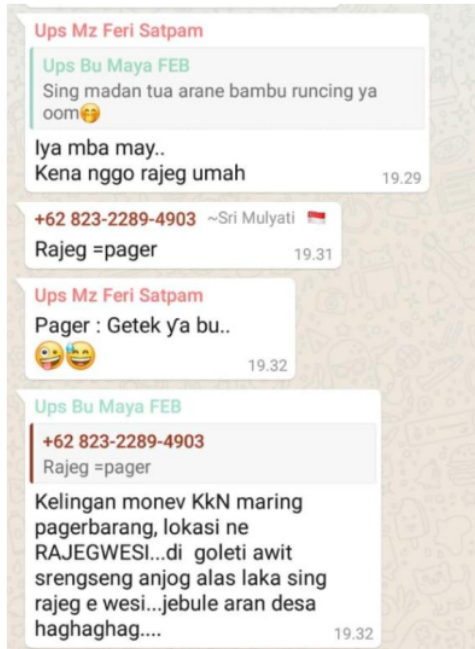 Ups Mz Feri Satpam
Ups Bu Maya FEB
Sing madan tua arane bambu runcing ya
oom🤭
Iya mba may..
Kena nggo rajeg umah
19.29
+62 823-2289-4903 ~Sri Mulyati 🇮🇩
Rajeg =pager
19.31
Ups Mz Feri Satpam
Pager : Getek ya bu..
🤪😅
19.32
Ups Bu Maya FEB
+62 823-2289-4903
Rajeg =pager
Kelingan monev KkN maring
pagerbarang, lokasi ne
RAJEGWESI...di goleti awit
srengseng anjog alas laka sing
rajeg e wesi...jebule aran desa
haghaghag....
19.32